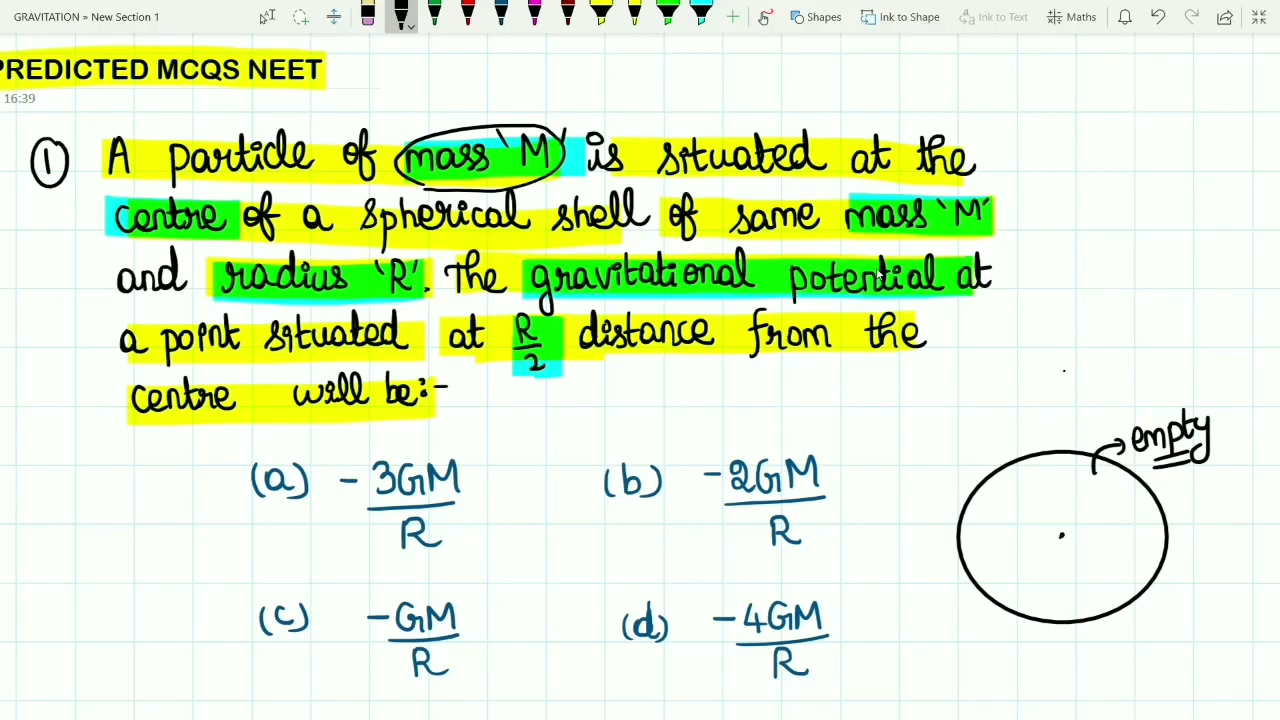 GRAVITATION » New Section 1
Shapes
Ink to Shape
Ink to Text
Maths
PREDICTED MCQS NEET
16:39
① A particle of mass 'M' is situated at the
centre of a spherical shell of same mass 'M'
and radius 'R'. The gravitational potential at
a point situated at R/2 distance from the
centre will be:-
empty
(a) -3GM/R (b) -2GM/R
(c) -GM/R (d) -4GM/R